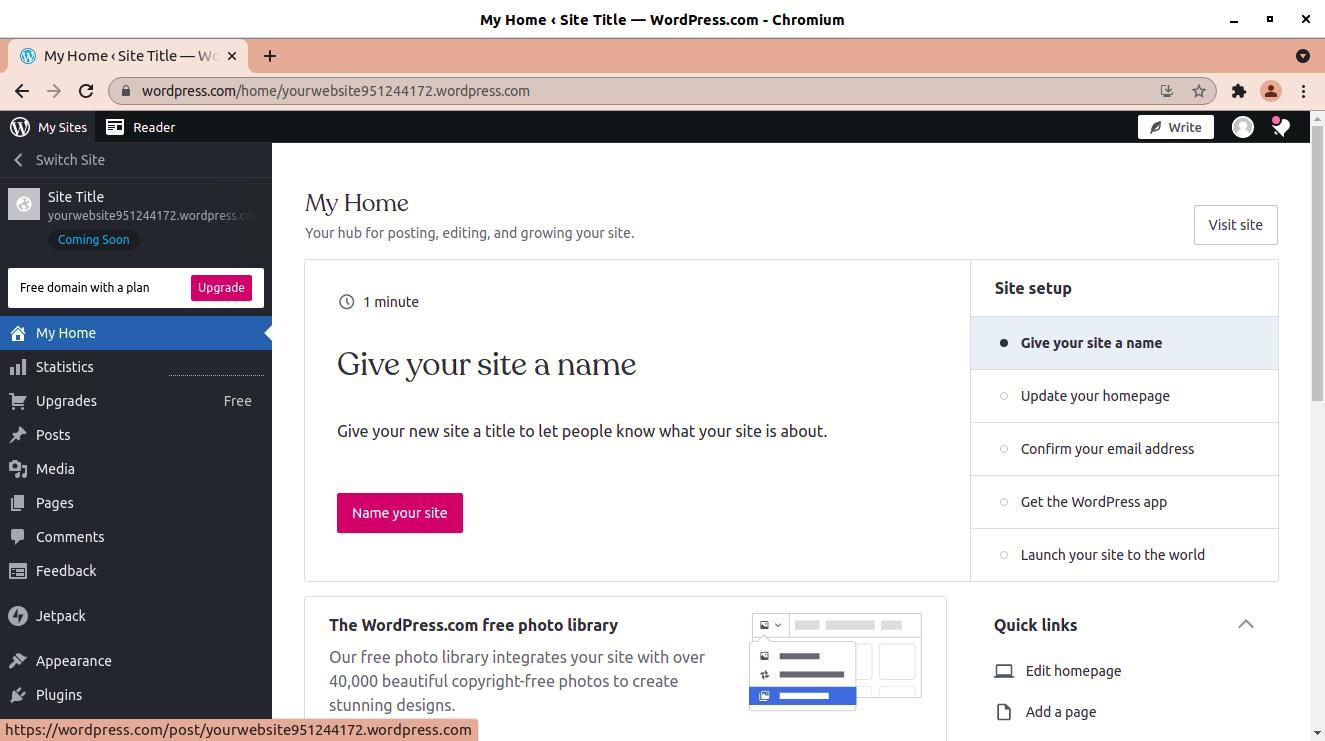 My Home ‹ Site Title — WordPress.com - Chromium
My Home ‹ Site Title — Wo
wordpress.com/home/yourwebsite951244172.wordpress.com
My Sites
Reader
Write
Switch Site
Site Title
yourwebsite951244172.wordpress.com
Coming Soon
Free domain with a plan
Upgrade
My Home
Statistics
Upgrades
Free
Posts
Media
Pages
Comments
Feedback
Jetpack
Appearance
Plugins
My Home
Your hub for posting, editing, and growing your site.
Visit site
1 minute
Give your site a name
Give your new site a title to let people know what your site is about.
Name your site
Site setup
Give your site a name
Update your homepage
Confirm your email address
Get the WordPress app
Launch your site to the world
The WordPress.com free photo library
Our free photo library integrates your site with over
40,000 beautiful copyright-free photos to create
stunning designs.
Quick links
Edit homepage
Add a page
https://wordpress.com/post/yourwebsite951244172.wordpress.com